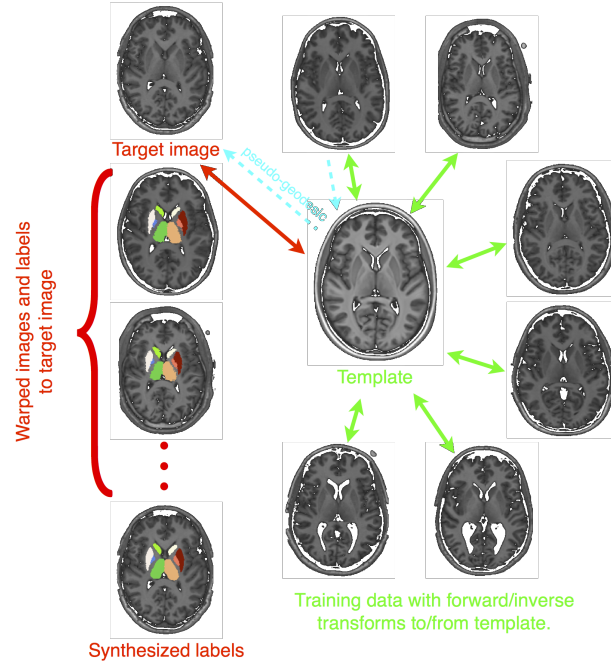 Target image
pseudo-geodesic
Warped images and labels
to target image
Template
Training data with forward/inverse
transforms to/from template.
Synthesized labels